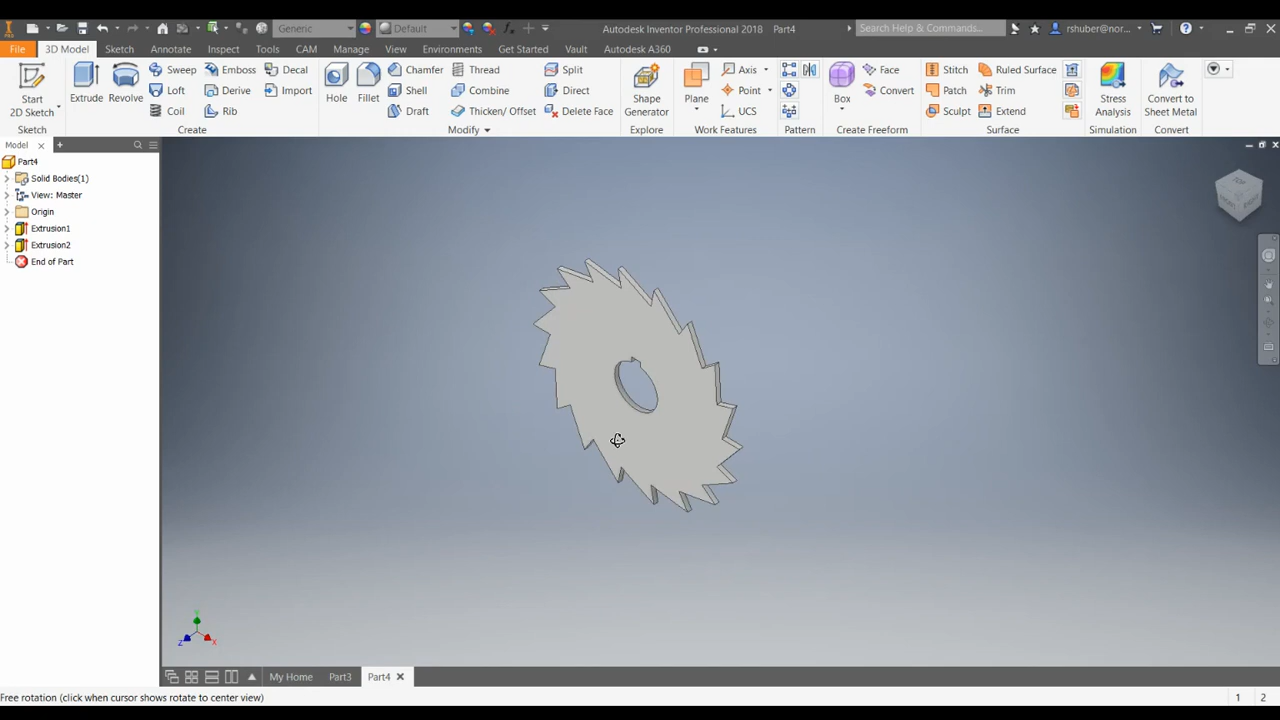 PRO
Generic
Default
Autodesk Inventor Professional 2018 Part4
Search Help & Commands...
rshuber@nor...
File 3D Model Sketch Annotate Inspect Tools CAM Manage View Environments Get Started Vault Autodesk A360
Start
2D Sketch
Extrude
Revolve
Sweep Emboss Decal
Loft Derive Import
Coil Rib
Hole
Fillet
Chamfer Thread Split
Shell Combine Direct
Draft Thicken/ Offset Delete Face
Shape
Generator
Plane
Axis
Point
UCS
Box
Face
Convert
Stitch Ruled Surface
Patch Trim
Sculpt Extend
Stress
Analysis
Convert to
Sheet Metal
Sketch Create Modify Explore Work Features Pattern Create Freeform Surface Simulation Convert
Model
Part4
Solid Bodies(1)
View: Master
Origin
Extrusion1
Extrusion2
End of Part
TOP
Y
Z X
My Home Part3 Part4
Free rotation (click when cursor shows rotate to center view) 1 2